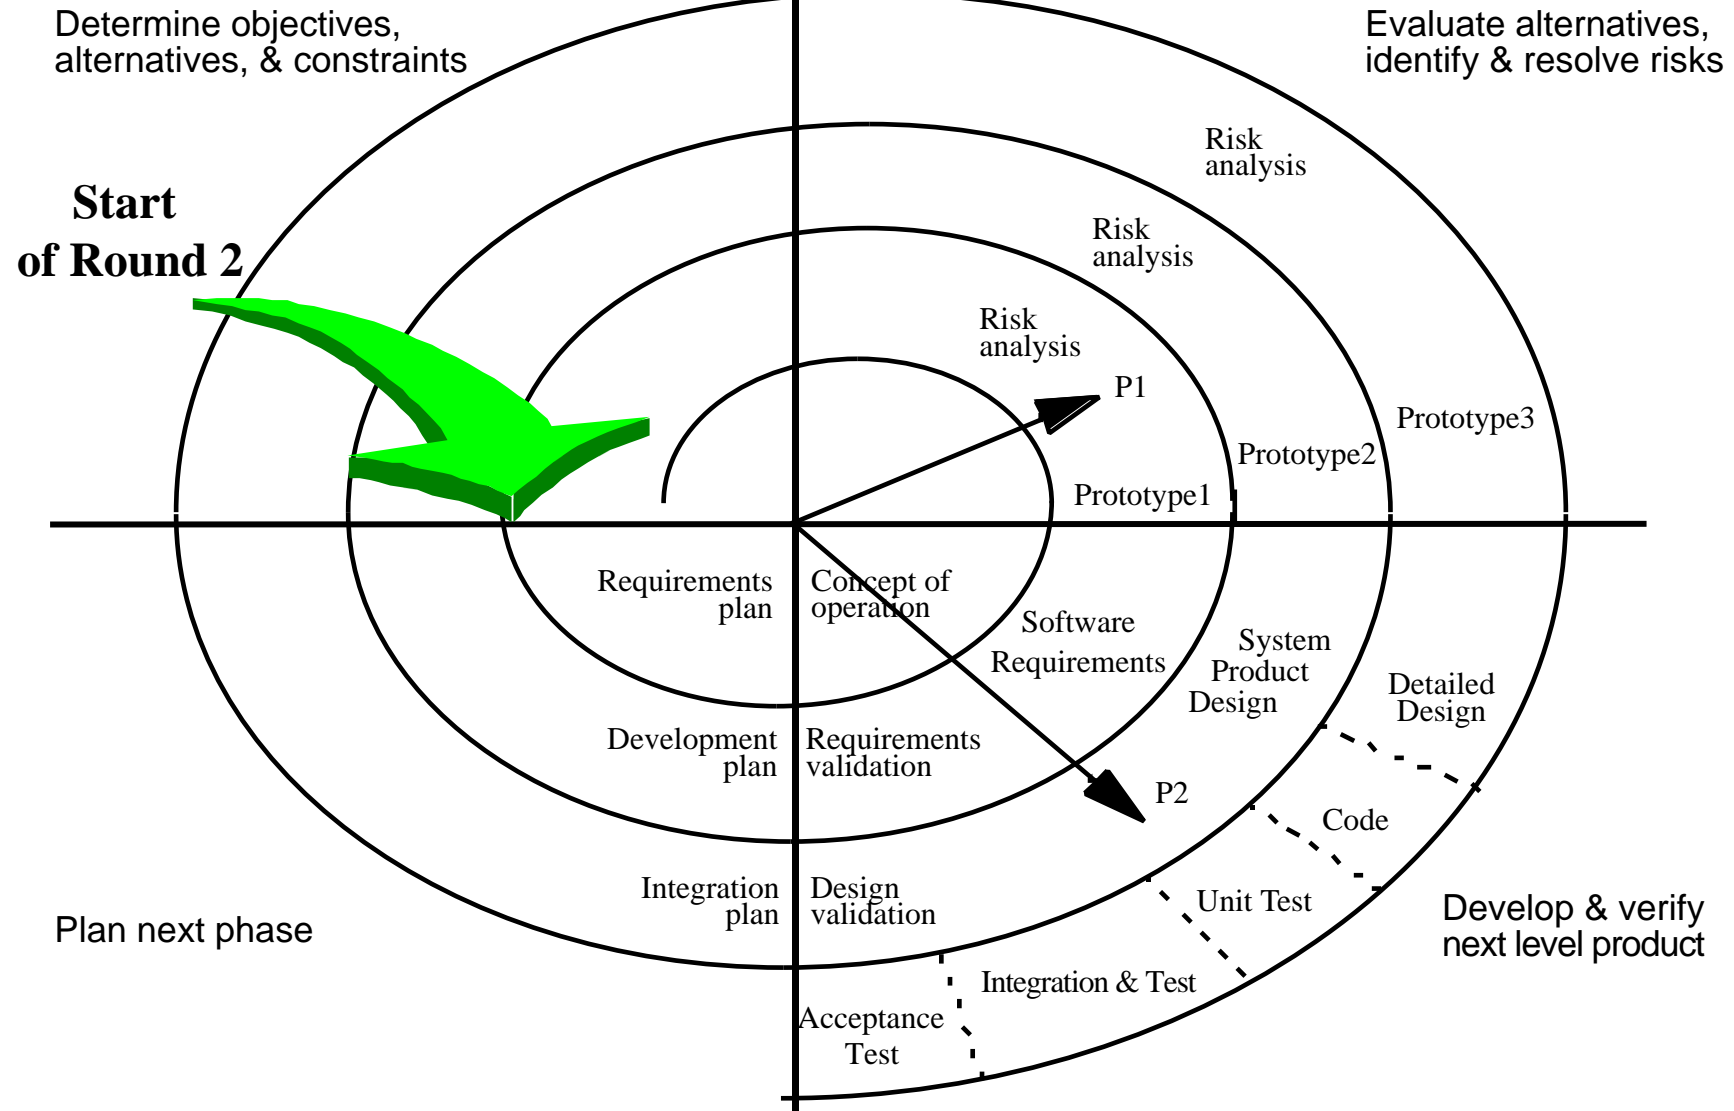 Determine objectives,
alternatives, & constraints
Evaluate alternatives,
identify & resolve risks
Risk
analysis
Start
of Round 2
Risk
analysis
Risk
analysis
P1
Prototype3
Prototype2
Prototype1
Requirements
plan
Concept of
operation
Software
Requirements
System
Product
Design
Detailed
Design
Development
plan
Requirements
validation
P2
Code
Integration
plan
Design
validation
Unit Test
Plan next phase
Develop & verify
next level product
Integration & Test
Acceptance
Test